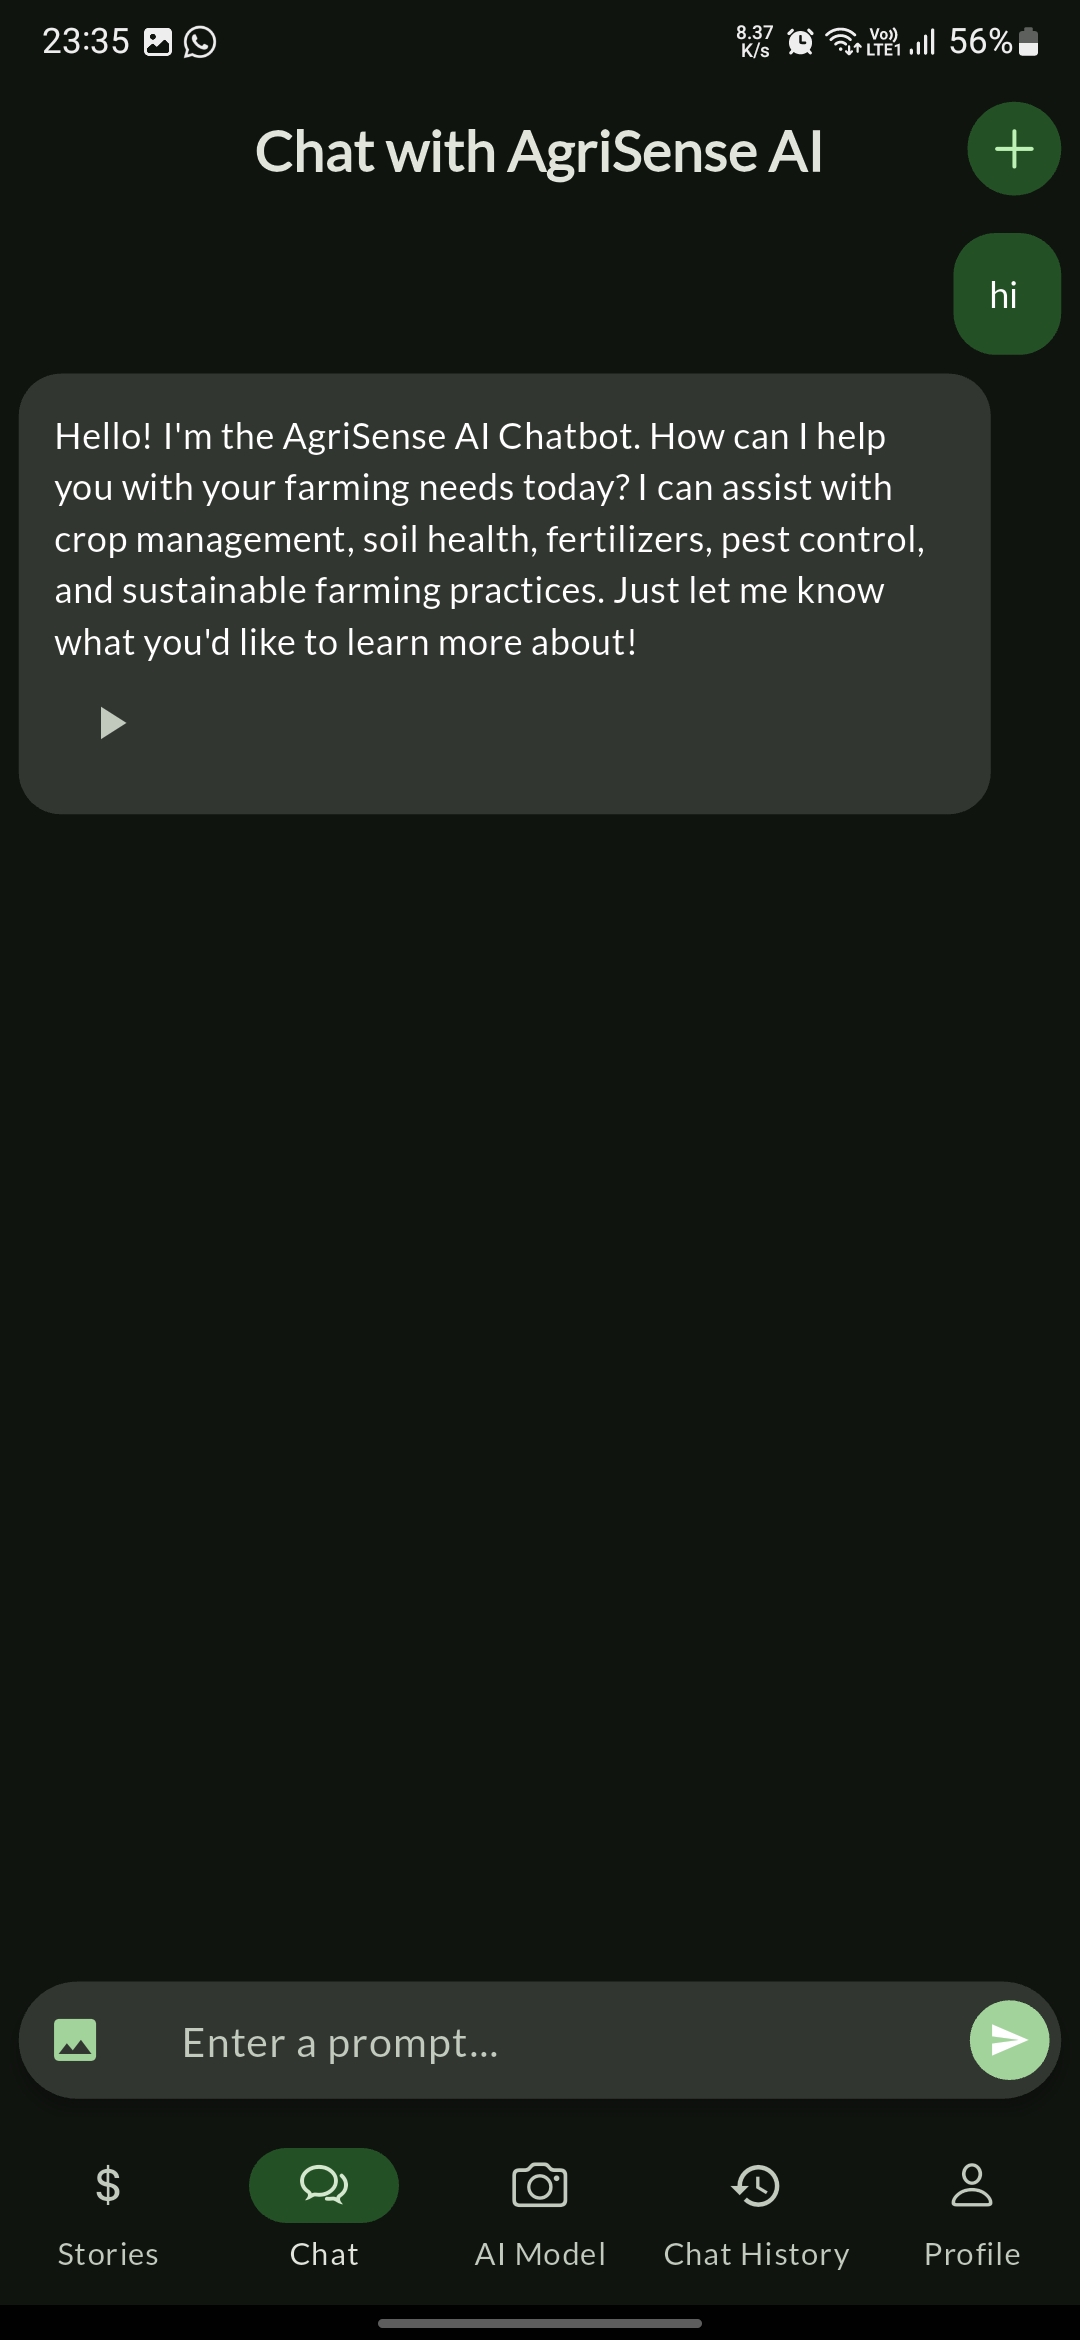 23:35
8.37 K/s Vo)) LTE1 56%
Chat with AgriSense AI
hi
Hello! I'm the AgriSense AI Chatbot. How can I help
you with your farming needs today? I can assist with
crop management, soil health, fertilizers, pest control,
and sustainable farming practices. Just let me know
what you'd like to learn more about!
Enter a prompt...
$
Stories
Chat
AI Model
Chat History
Profile